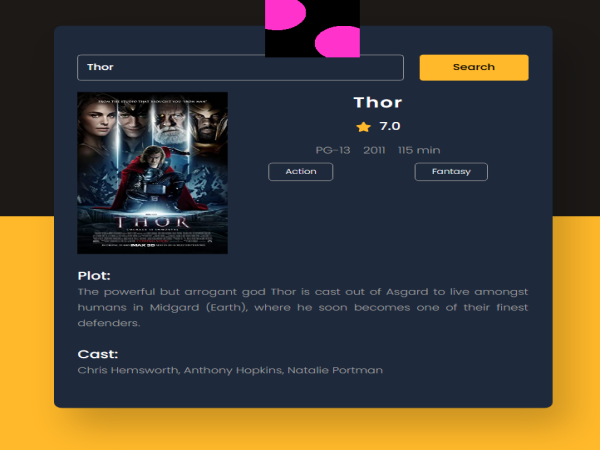 Thor
Search
FROM THE STUDIO THAT BROUGHT YOU "IRON MAN"
THOR
Thor
7.0
PG-13 2011 115 min
Action Fantasy
Plot:
The powerful but arrogant god Thor is cast out of Asgard to live amongst
humans in Midgard (Earth), where he soon becomes one of their finest
defenders.
Cast:
Chris Hemsworth, Anthony Hopkins, Natalie Portman